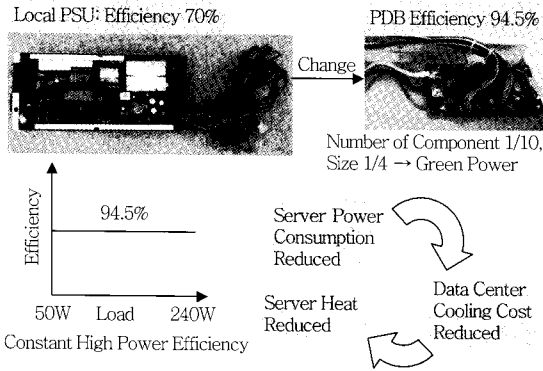 Local PSU: Efficiency 70%
PDB Efficiency 94.5%
Change
Number of Component 1/10,
Size 1/4 → Green Power
Efficiency
94.5%
50W Load 240W
Constant High Power Efficiency
Server Power
Consumption
Reduced
Data Center
Cooling Cost
Reduced
Server Heat
Reduced